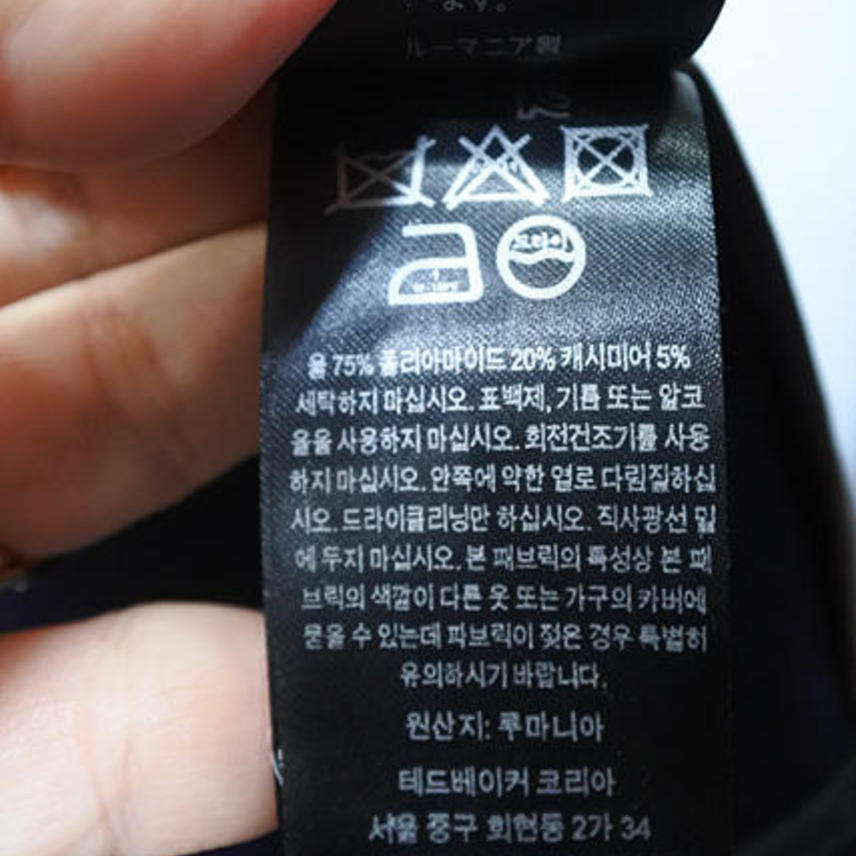 ます。
ルーマニア製
드라이
울 75% 폴리아마이드 20% 캐시미어 5%
세탁하지 마십시오. 표백제, 기름 또는 알코
올을 사용하지 마십시오. 회전건조기를 사용
하지 마십시오. 안쪽에 약한 열로 다림질하십
시오. 드라이클리닝만 하십시오. 직사광선 밑
에 두지 마십시오. 본 패브릭의 특성상 본 패
브릭의 색깔이 다른 옷 또는 가구의 카버에
묻을 수 있는데 파브릭이 젖은 경우 특별히
유의하시기 바랍니다.
원산지: 루마니아
테드베이커 코리아
서울 중구 회현동 2가 34